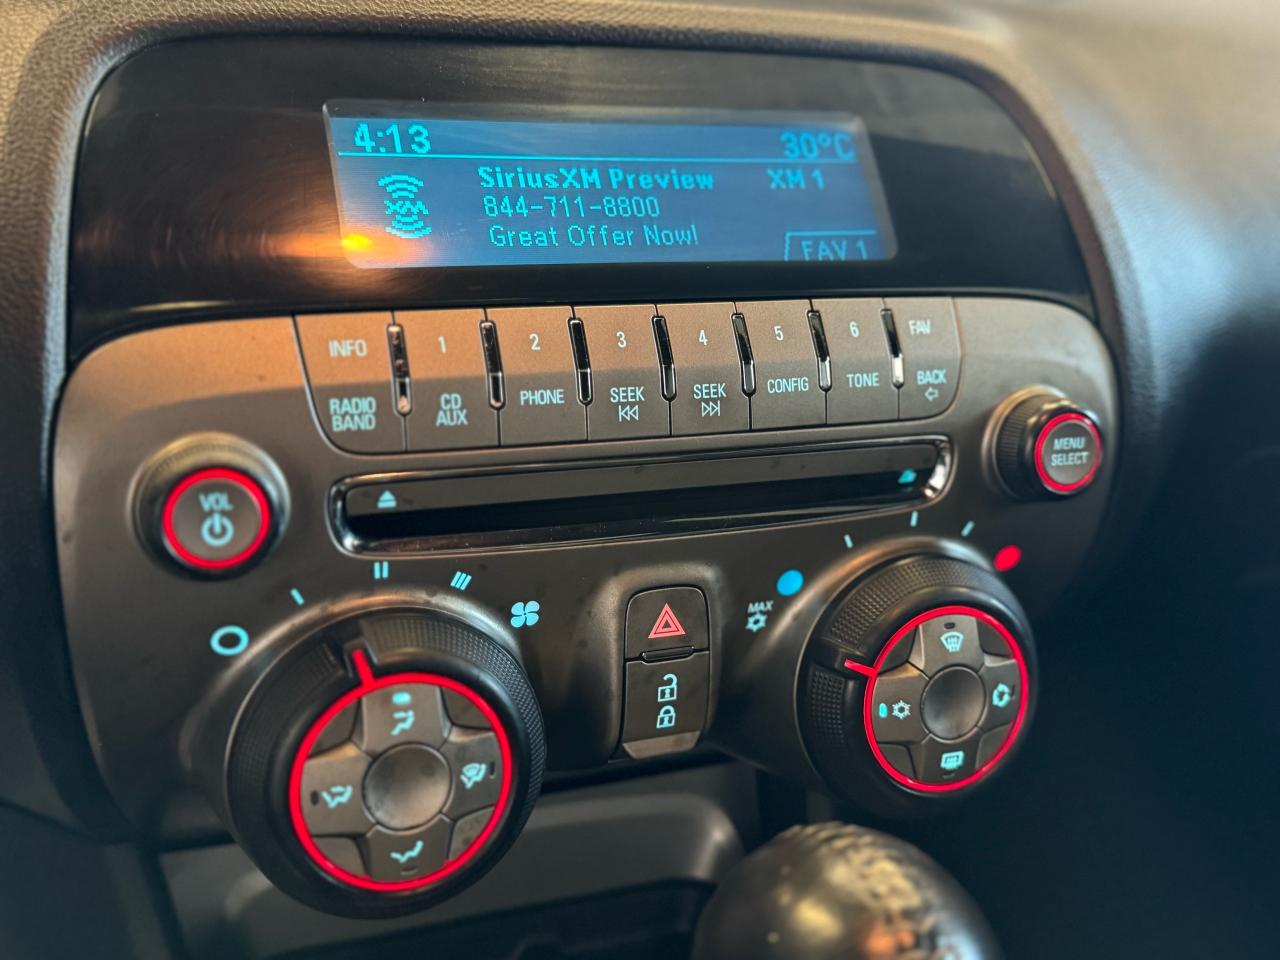 4:13 30°C
SiriusXM Preview XM 1
844-711-8800
Great Offer Now!
FAV 1
INFO 1 2 3 4 5 6 FAV
RADIO BAND
CD AUX
PHONE
SEEK
SEEK
CONFIG
TONE
BACK
VOL
MENU SELECT
MAX